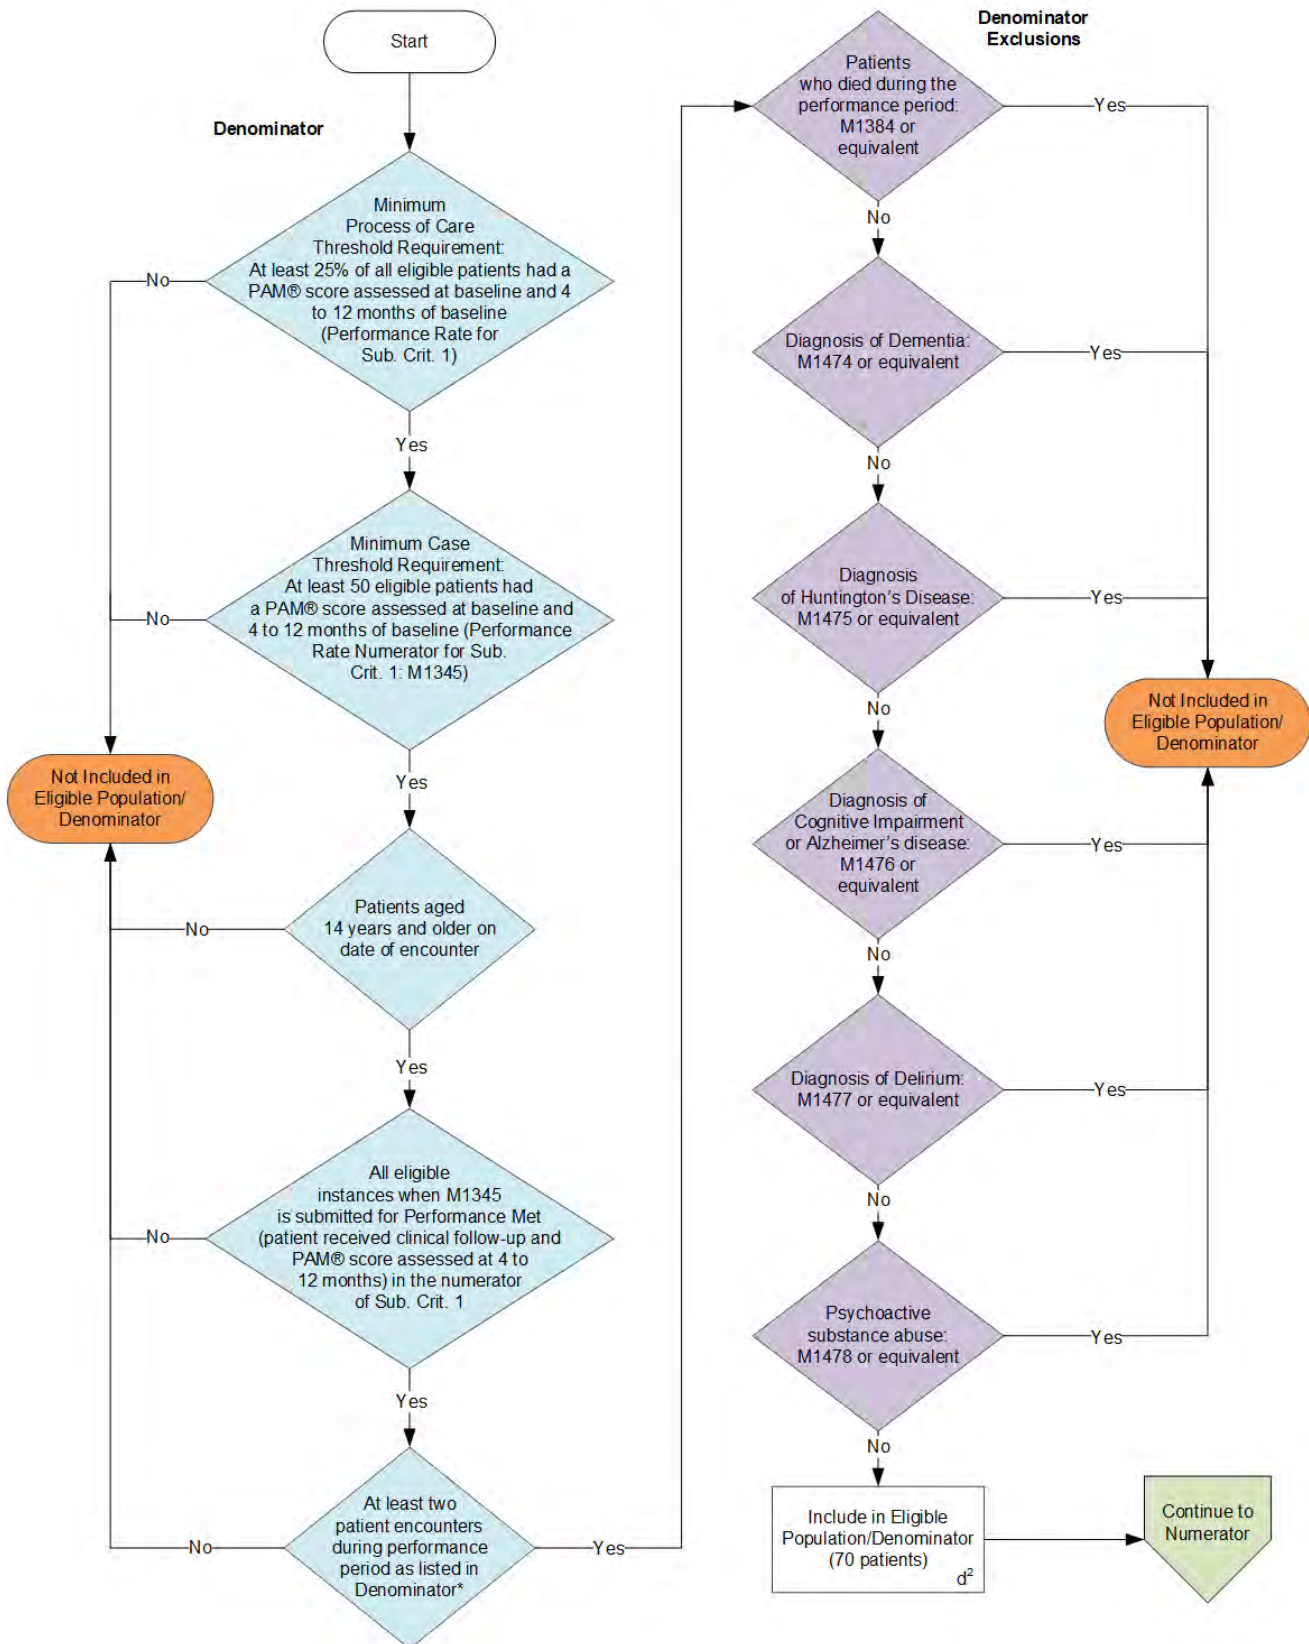 Start
Denominator
Minimum
Process of Care
Threshold Requirement:
At least 25% of all eligible patients had a
PAM® score assessed at baseline and 4
to 12 months of baseline
(Performance Rate for
Sub. Crit. 1)
No
Yes
Minimum Case
Threshold Requirement:
At least 50 eligible patients had
a PAM® score assessed at baseline and
4 to 12 months of baseline (Performance
Rate Numerator for Sub.
Crit. 1: M1345)
No
Yes
Not Included in
Eligible Population/
Denominator
Patients aged
14 years and older on
date of encounter
No
Yes
All eligible
instances when M1345
is submitted for Performance Met
(patient received clinical follow-up and
PAM® score assessed at 4 to
12 months) in the numerator
of Sub. Crit. 1
No
Yes
At least two
patient encounters
during performance
period as listed in
Denominator*
No
Yes
Denominator
Exclusions
Patients
who died during the
performance period:
M1384 or
equivalent
Yes
No
Diagnosis of Dementia:
M1474 or equivalent
Yes
No
Diagnosis
of Huntington's Disease:
M1475 or equivalent
Yes
No
Not Included in
Eligible Population/
Denominator
Diagnosis of
Cognitive Impairment
or Alzheimer's disease:
M1476 or
equivalent
Yes
No
Diagnosis of Delirium:
M1477 or equivalent
Yes
No
Psychoactive
substance abuse:
M1478 or equivalent
Yes
No
Include in Eligible
Population/Denominator
(70 patients)
d²
Continue to
Numerator